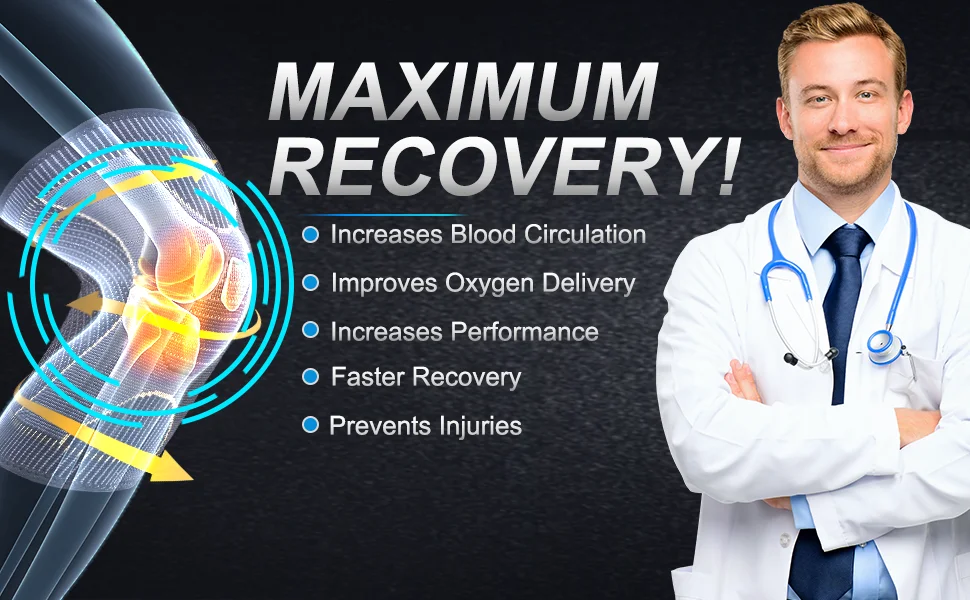 MAXIMUM
RECOVERY!
Increases Blood Circulation
Improves Oxygen Delivery
Increases Performance
Faster Recovery
Prevents Injuries